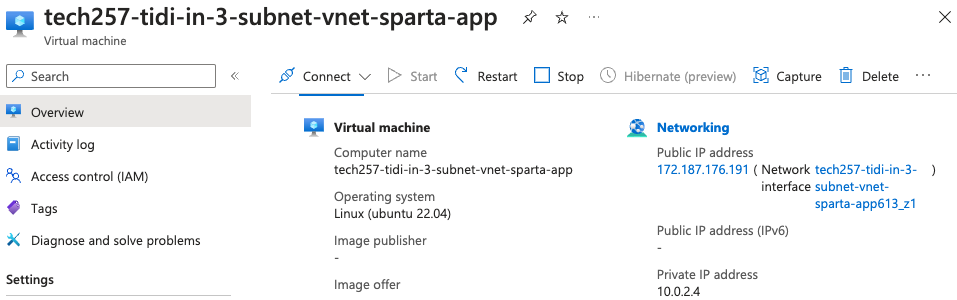 tech257-tidi-in-3-subnet-vnet-sparta-app
Virtual machine
Search
Connect Start Restart Stop Hibernate (preview) Capture Delete
Overview
Activity log
Access control (IAM)
Tags
Diagnose and solve problems
Settings
Virtual machine
Computer name
tech257-tidi-in-3-subnet-vnet-sparta-app
Operating system
Linux (ubuntu 22.04)
Image publisher
-
Image offer
Networking
Public IP address
172.187.176.191 ( Network tech257-tidi-in-3- )
interface subnet-vnet-
sparta-app613_z1
Public IP address (IPv6)
-
Private IP address
10.0.2.4